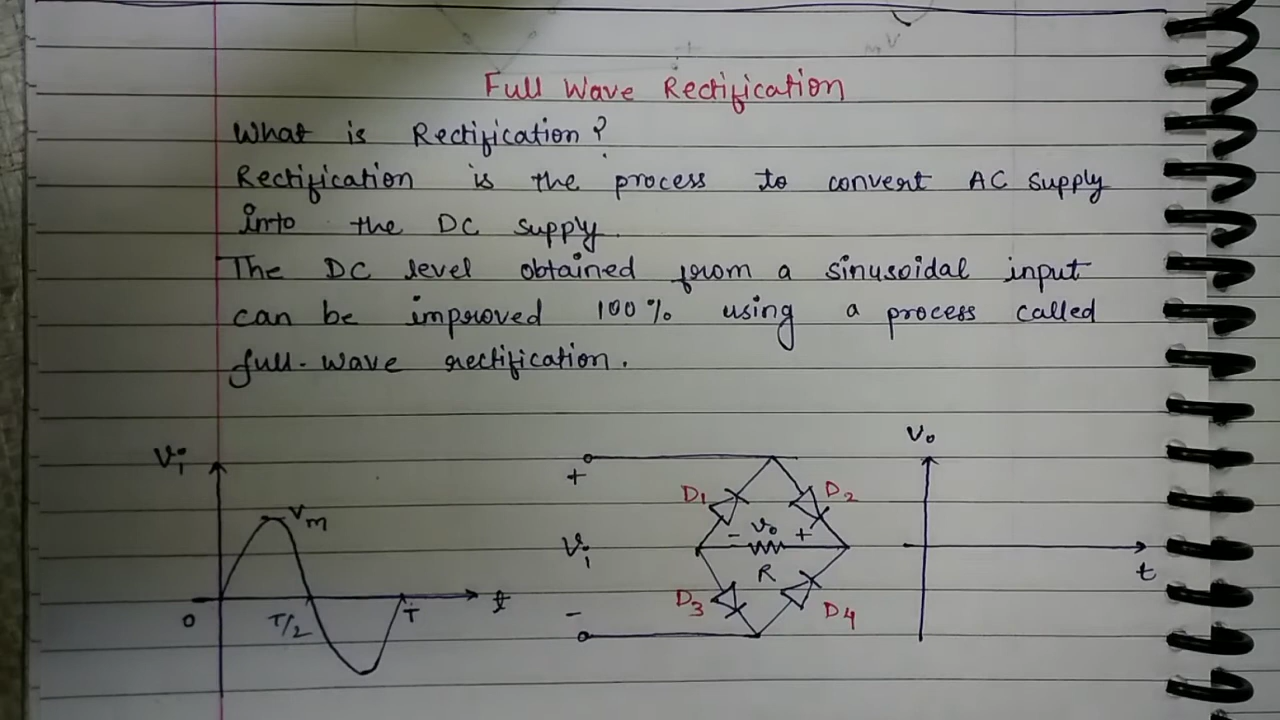 Full Wave Rectification
What is Rectification?
Rectification is the process to convert AC supply
into the DC supply.
The DC level obtained from a sinusoidal input
can be improved 100% using a process called
full-wave rectification.
Vi
Vm
0
T/2
T
t
+
Vi
-
D1
D2
- vo +
R
D3
D4
Vo
t